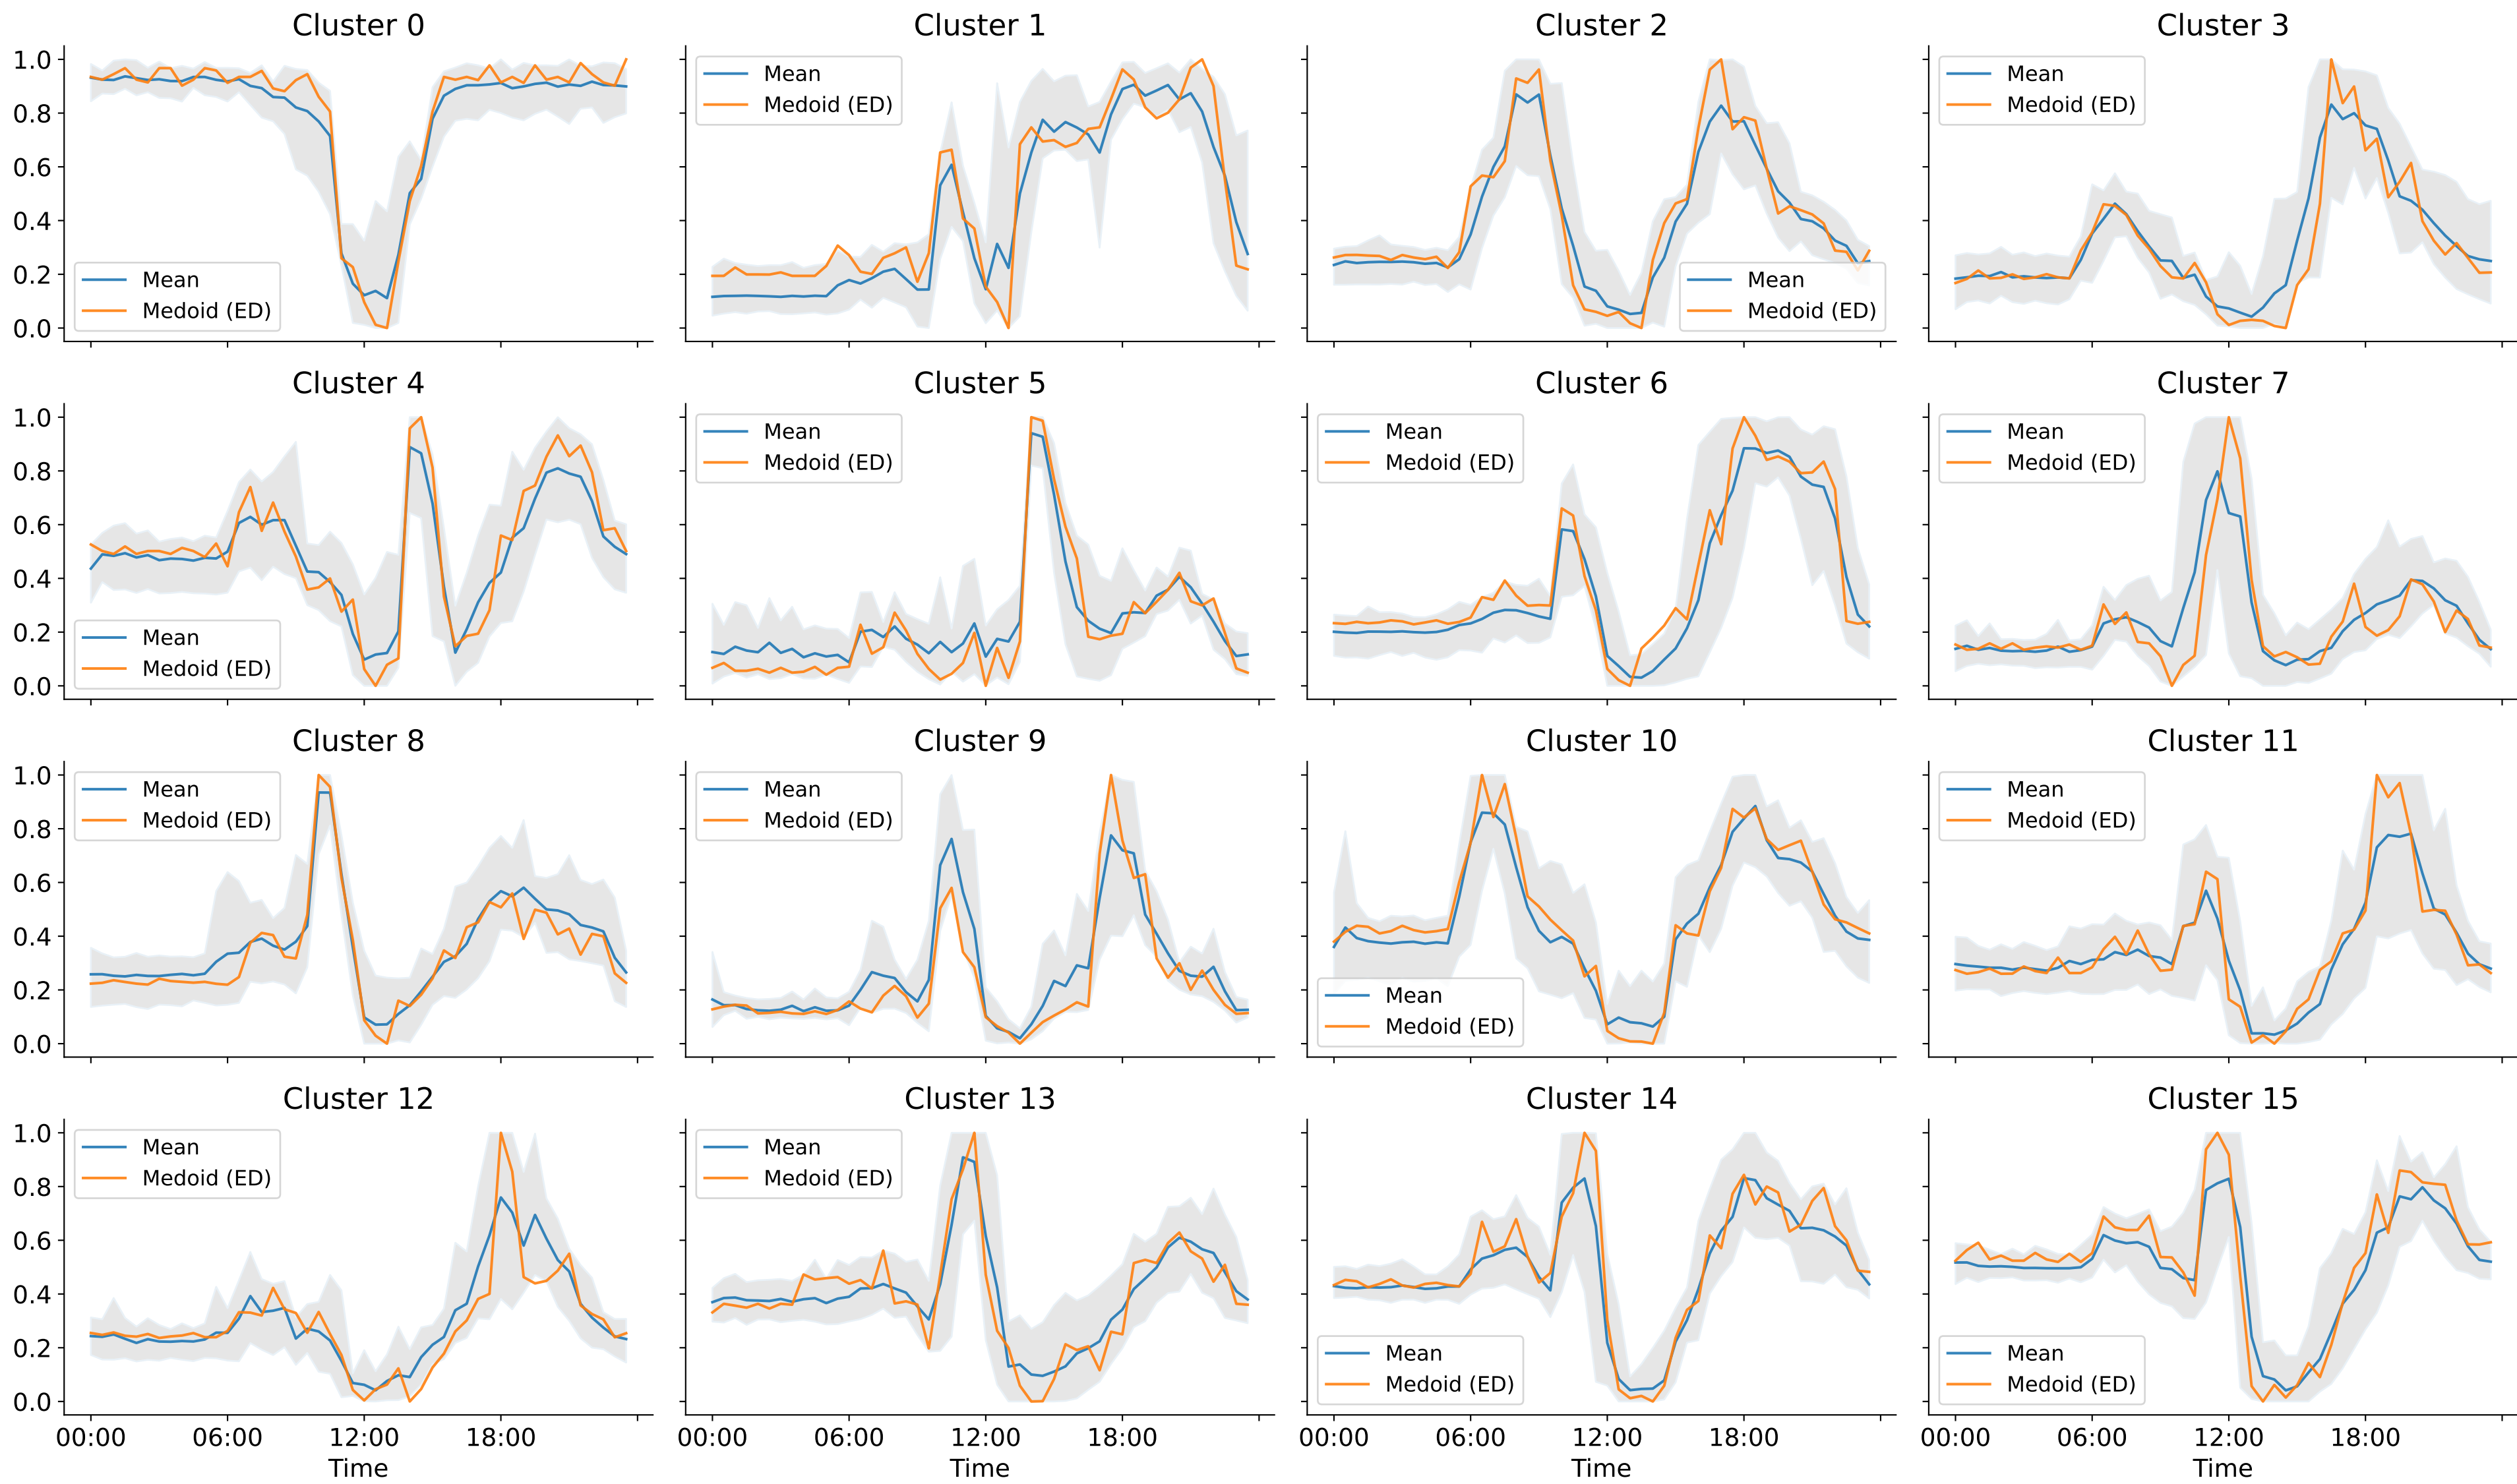 Cluster 0
Cluster 1
Cluster 2
Cluster 3
1.0
0.8
0.6
0.4
0.2
0.0
Mean
Medoid (ED)
Mean
Medoid (ED)
Mean
Medoid (ED)
Mean
Medoid (ED)
Cluster 4
Cluster 5
Cluster 6
Cluster 7
1.0
0.8
0.6
0.4
0.2
0.0
Mean
Medoid (ED)
Mean
Medoid (ED)
Mean
Medoid (ED)
Mean
Medoid (ED)
Cluster 8
Cluster 9
Cluster 10
Cluster 11
1.0
0.8
0.6
0.4
0.2
0.0
Mean
Medoid (ED)
Mean
Medoid (ED)
Mean
Medoid (ED)
Mean
Medoid (ED)
Cluster 12
Cluster 13
Cluster 14
Cluster 15
1.0
0.8
0.6
0.4
0.2
0.0
Mean
Medoid (ED)
Mean
Medoid (ED)
Mean
Medoid (ED)
Mean
Medoid (ED)
00:00 06:00 12:00 18:00
00:00 06:00 12:00 18:00
00:00 06:00 12:00 18:00
00:00 06:00 12:00 18:00
Time
Time
Time
Time